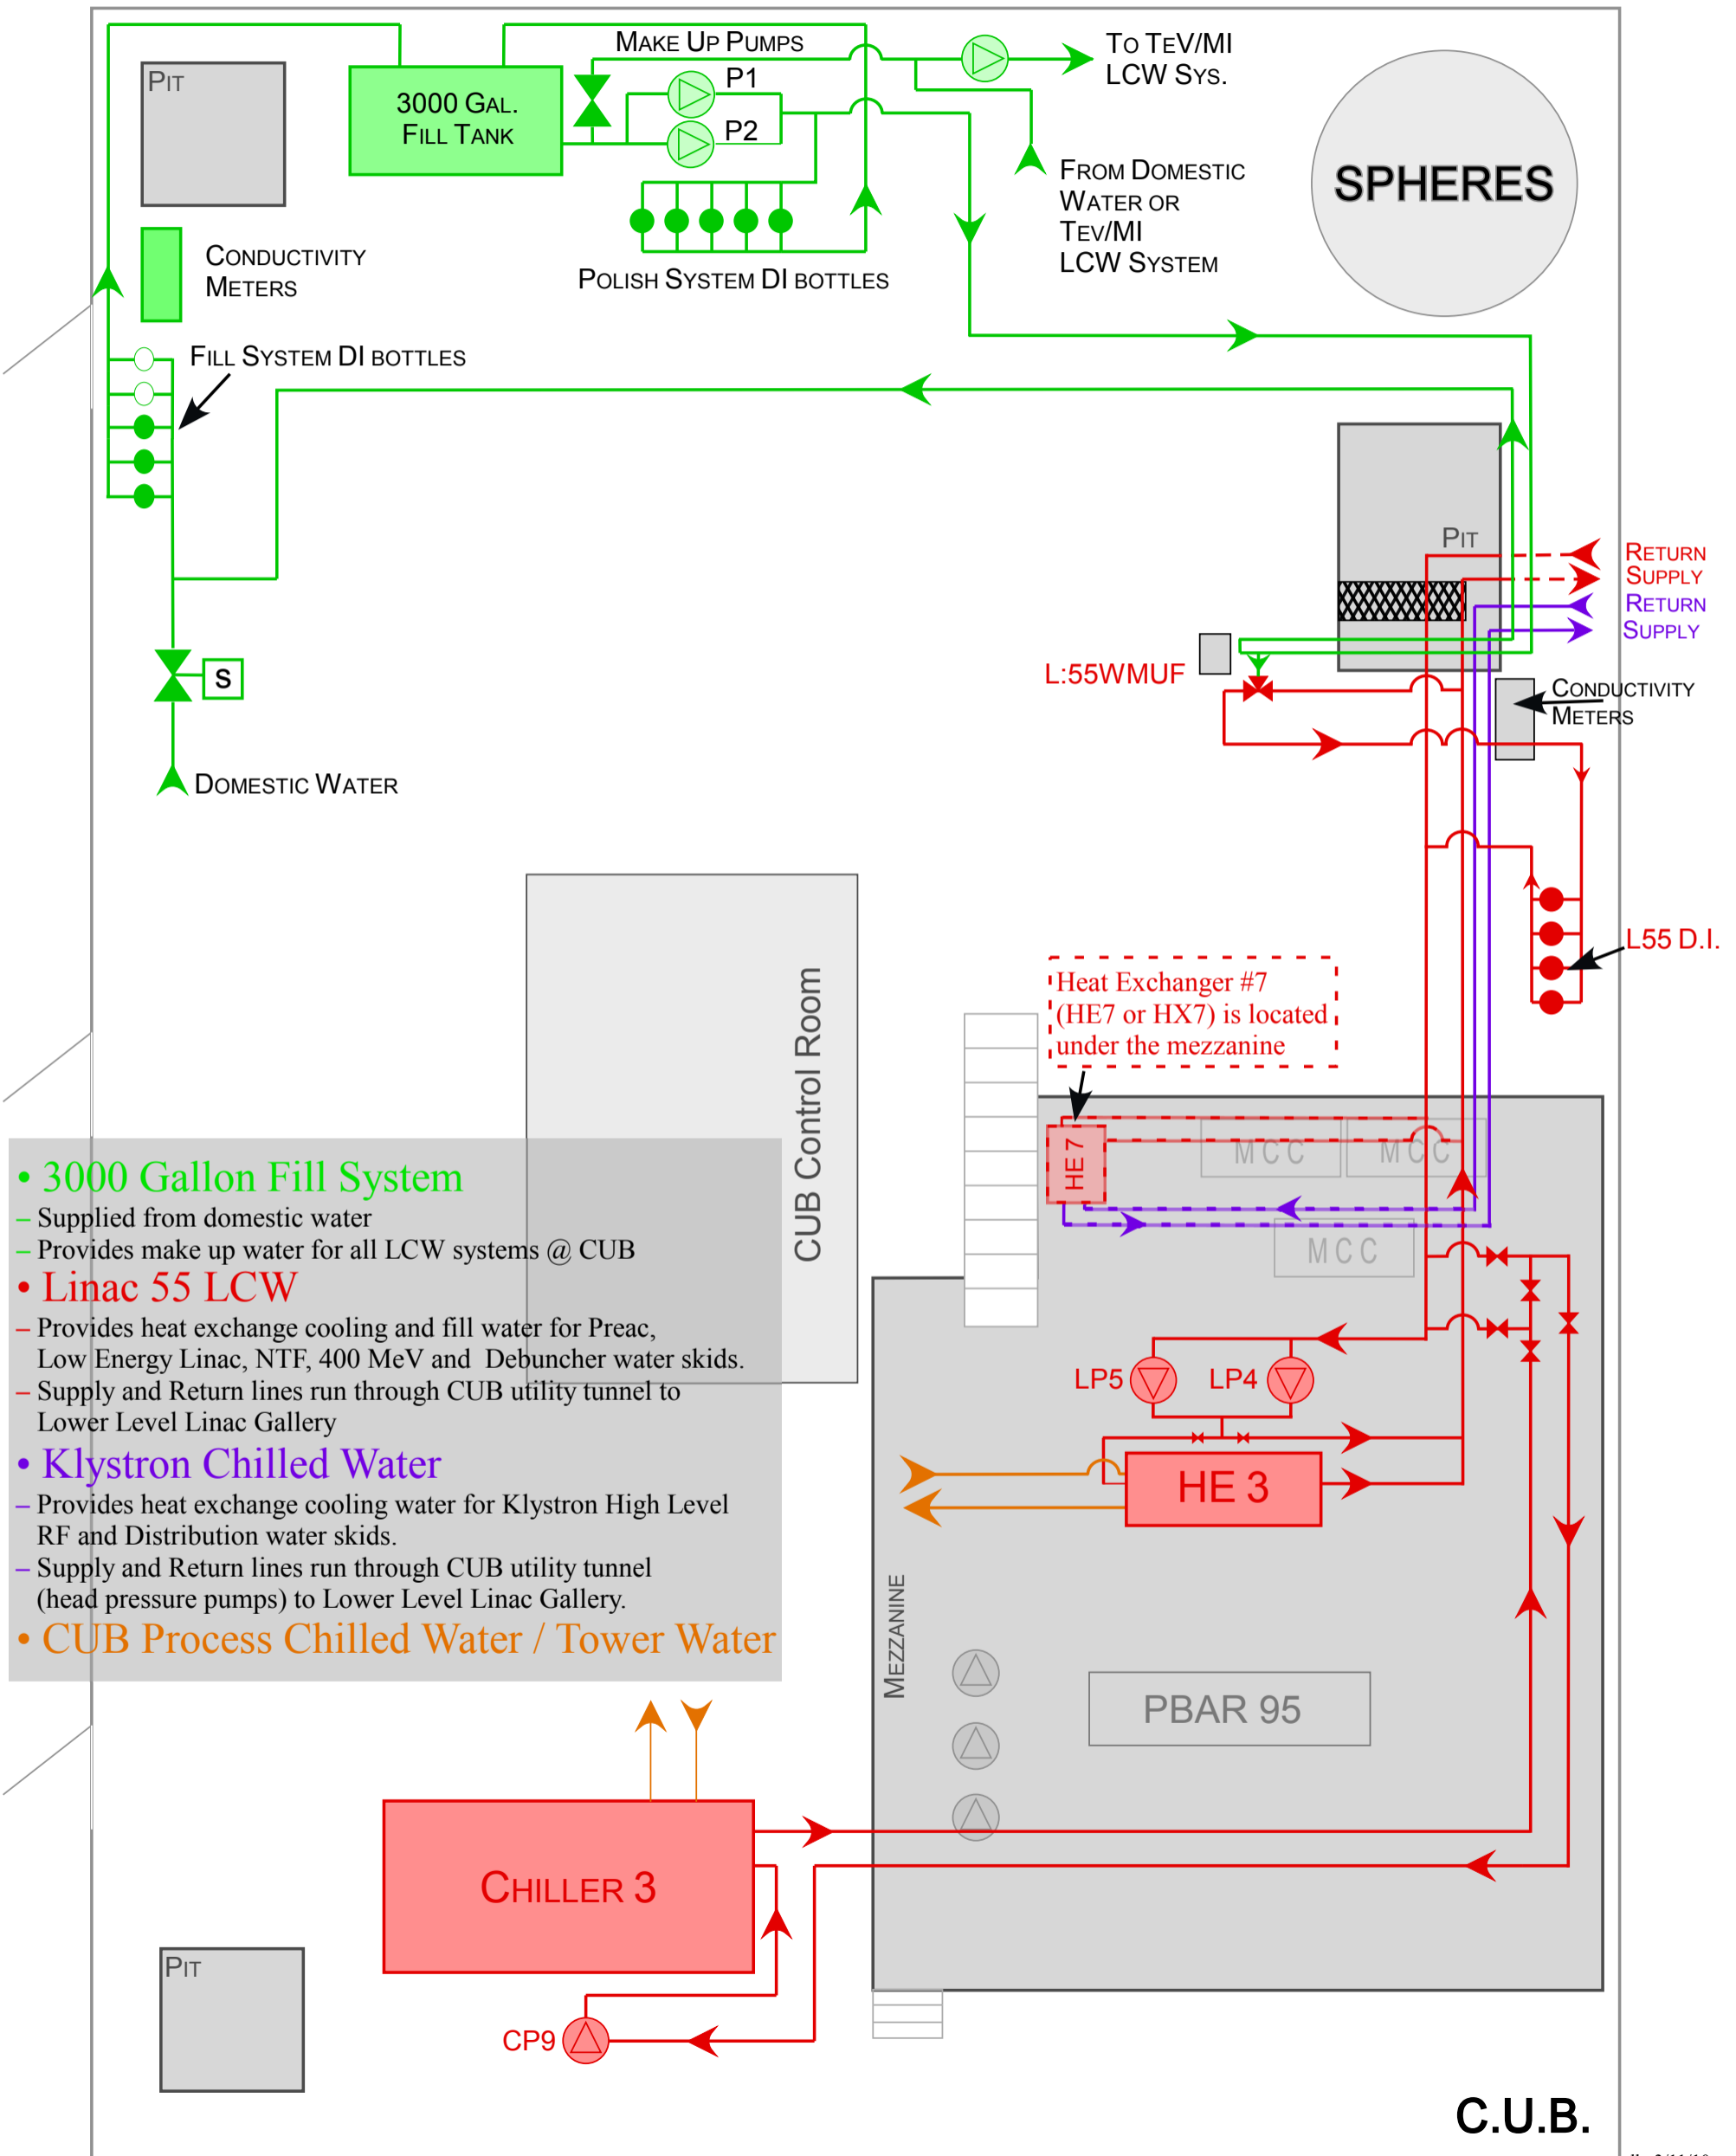 MAKE UP PUMPS
TO TEV/MI
LCW SYS.
PIT
3000 GAL.
FILL TANK
P1
P2
FROM DOMESTIC
WATER OR
TEV/MI
LCW SYSTEM
SPHERES
CONDUCTIVITY
METERS
POLISH SYSTEM DI BOTTLES
FILL SYSTEM DI BOTTLES
PIT
RETURN
SUPPLY
RETURN
SUPPLY
L:55WMUF
S
CONDUCTIVITY
METERS
DOMESTIC WATER
L55 D.I.
CUB Control Room
Heat Exchanger #7
(HE7 or HX7) is located
under the mezzanine
HE7
M C C
M C C
M C C
• 3000 Gallon Fill System
– Supplied from domestic water
– Provides make up water for all LCW systems @ CUB
• Linac 55 LCW
– Provides heat exchange cooling and fill water for Preac,
Low Energy Linac, NTF, 400 MeV and Debuncher water skids.
– Supply and Return lines run through CUB utility tunnel to
Lower Level Linac Gallery
• Klystron Chilled Water
– Provides heat exchange cooling water for Klystron High Level
RF and Distribution water skids.
– Supply and Return lines run through CUB utility tunnel
(head pressure pumps) to Lower Level Linac Gallery.
• CUB Process Chilled Water / Tower Water
LP5
LP4
HE 3
MEZZANINE
PBAR 95
CHILLER 3
PIT
CP9
C.U.B.